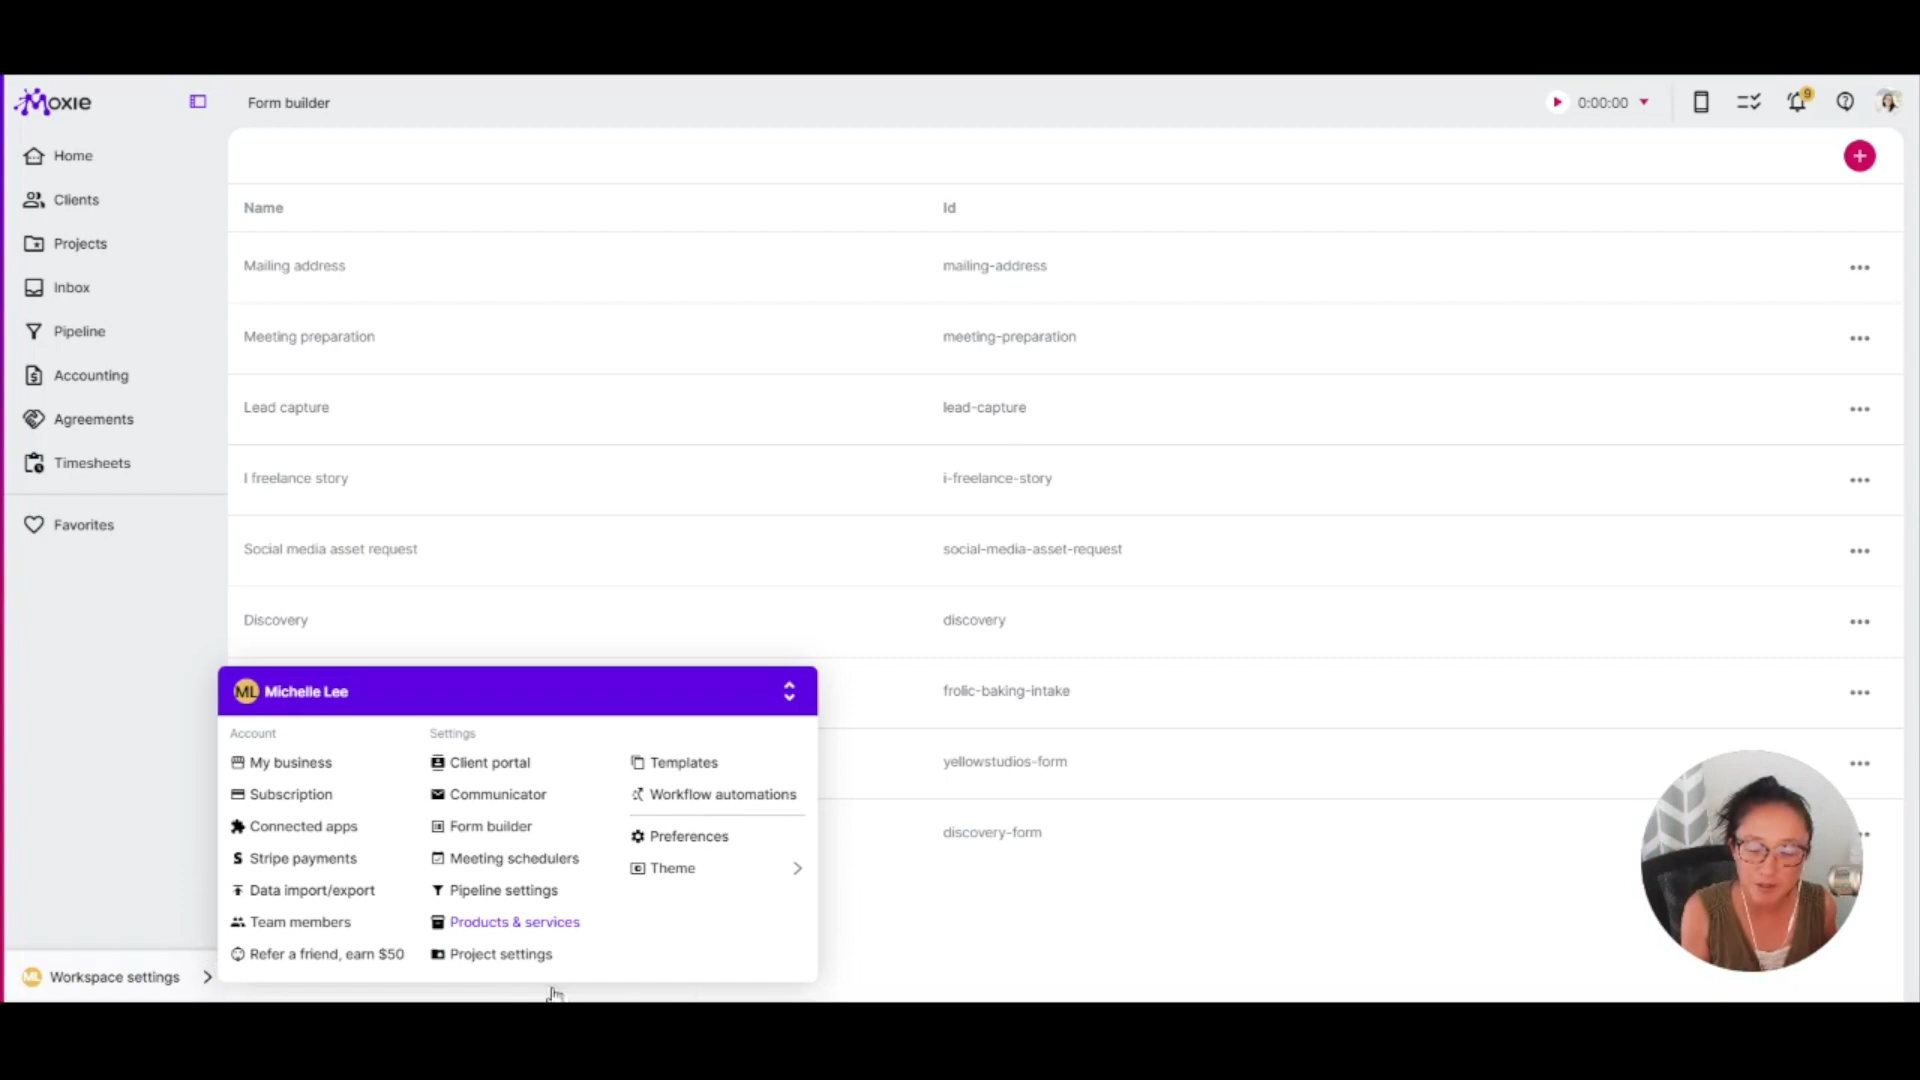 Moxie
Form builder
0:00:00
9
Home
Clients
Projects
Inbox
Pipeline
Accounting
Agreements
Timesheets
Favorites
Name Id
Mailing address mailing-address
Meeting preparation meeting-preparation
Lead capture lead-capture
I freelance story i-freelance-story
Social media asset request social-media-asset-request
Discovery discovery
frolic-baking-intake
yellowstudios-form
discovery-form
ML Michelle Lee
Account
My business
Subscription
Connected apps
Stripe payments
Data import/export
Team members
Refer a friend, earn $50
Settings
Client portal
Communicator
Form builder
Meeting schedulers
Pipeline settings
Products & services
Project settings
Templates
Workflow automations
Preferences
Theme
ML Workspace settings